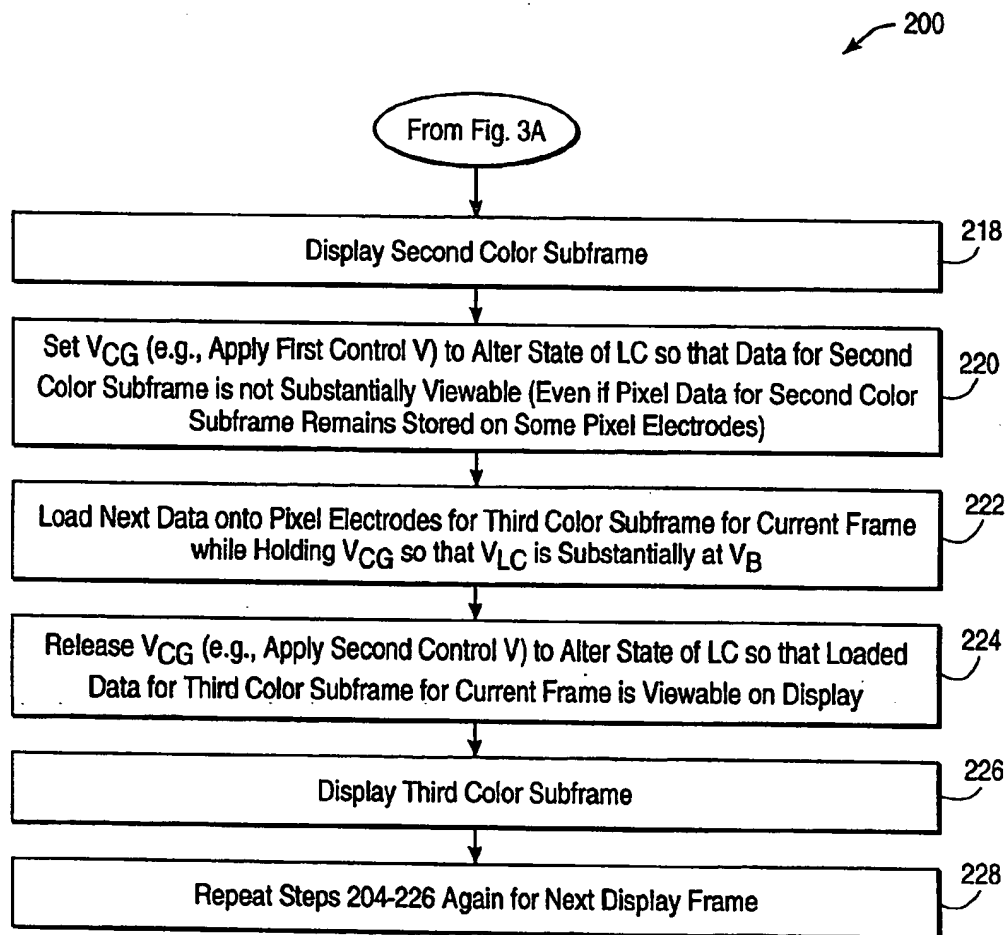 200
From Fig. 3A
Display Second Color Subframe
218
Set VCG (e.g., Apply First Control V) to Alter State of LC so that Data for Second
Color Subframe is not Substantially Viewable (Even if Pixel Data for Second Color
Subframe Remains Stored on Some Pixel Electrodes)
220
Load Next Data onto Pixel Electrodes for Third Color Subframe for Current Frame
while Holding VCG so that VLC is Substantially at VB
222
Release VCG (e.g., Apply Second Control V) to Alter State of LC so that Loaded
Data for Third Color Subframe for Current Frame is Viewable on Display
224
Display Third Color Subframe
226
Repeat Steps 204-226 Again for Next Display Frame
228